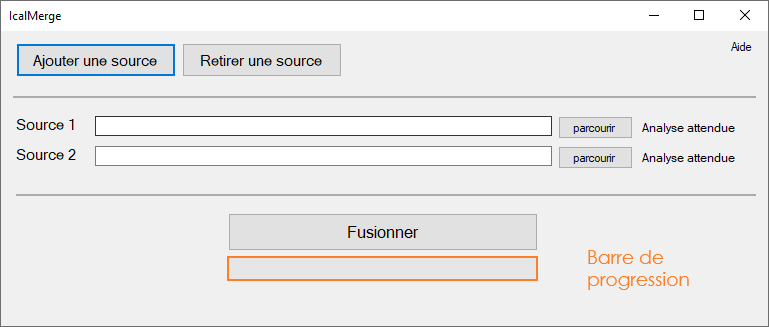 IcalMerge
Aide
Ajouter une source Retirer une source
Source 1 parcourir Analyse attendue
Source 2 parcourir Analyse attendue
Fusionner
Barre de
progression